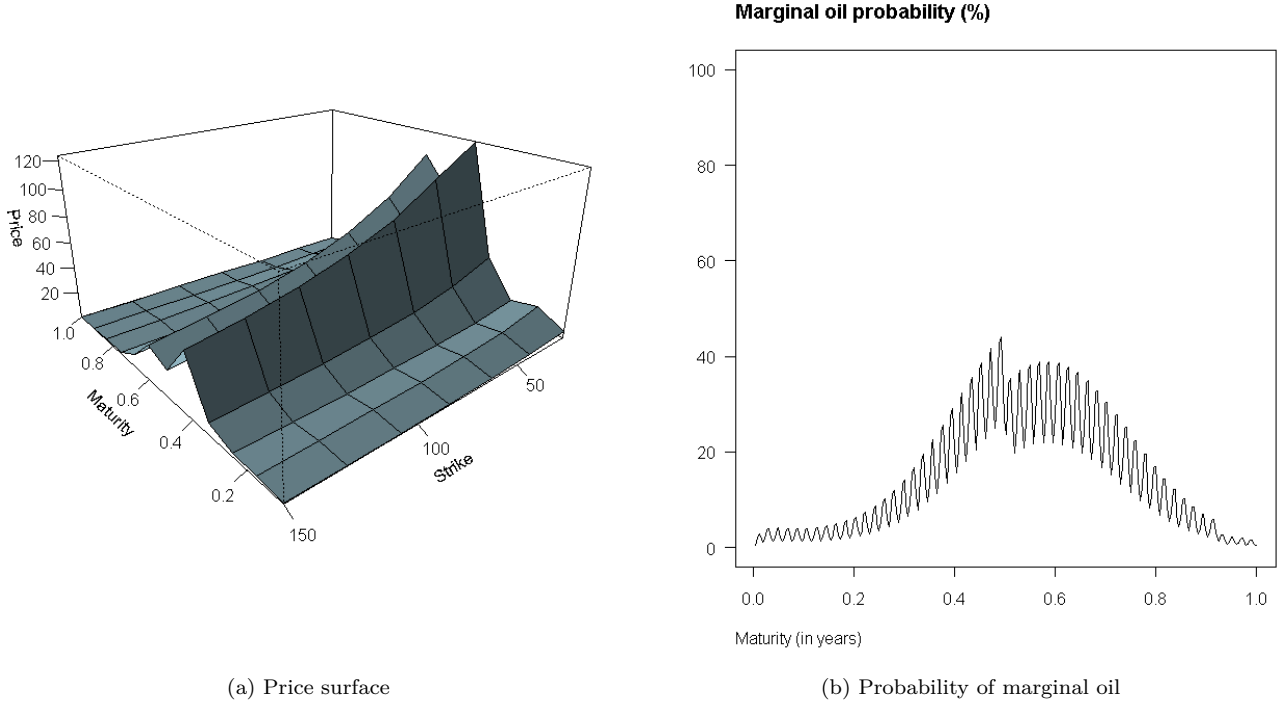 Marginal oil probability (%)
120
100
80
60
40
20
Price
1.0
0.8
0.6
0.4
0.2
Maturity
50
100
150
Strike
100
80
60
40
20
0
0.0 0.2 0.4 0.6 0.8 1.0
Maturity (in years)
(a) Price surface
(b) Probability of marginal oil